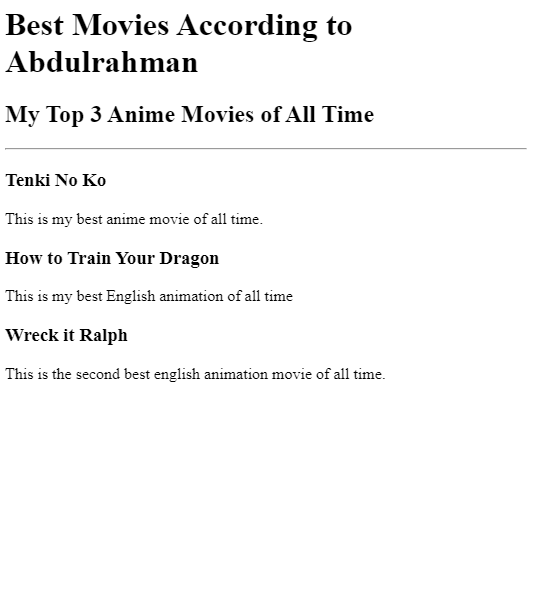 Best Movies According to
Abdulrahman
My Top 3 Anime Movies of All Time
Tenki No Ko
This is my best anime movie of all time.
How to Train Your Dragon
This is my best English animation of all time
Wreck it Ralph
This is the second best english animation movie of all time.